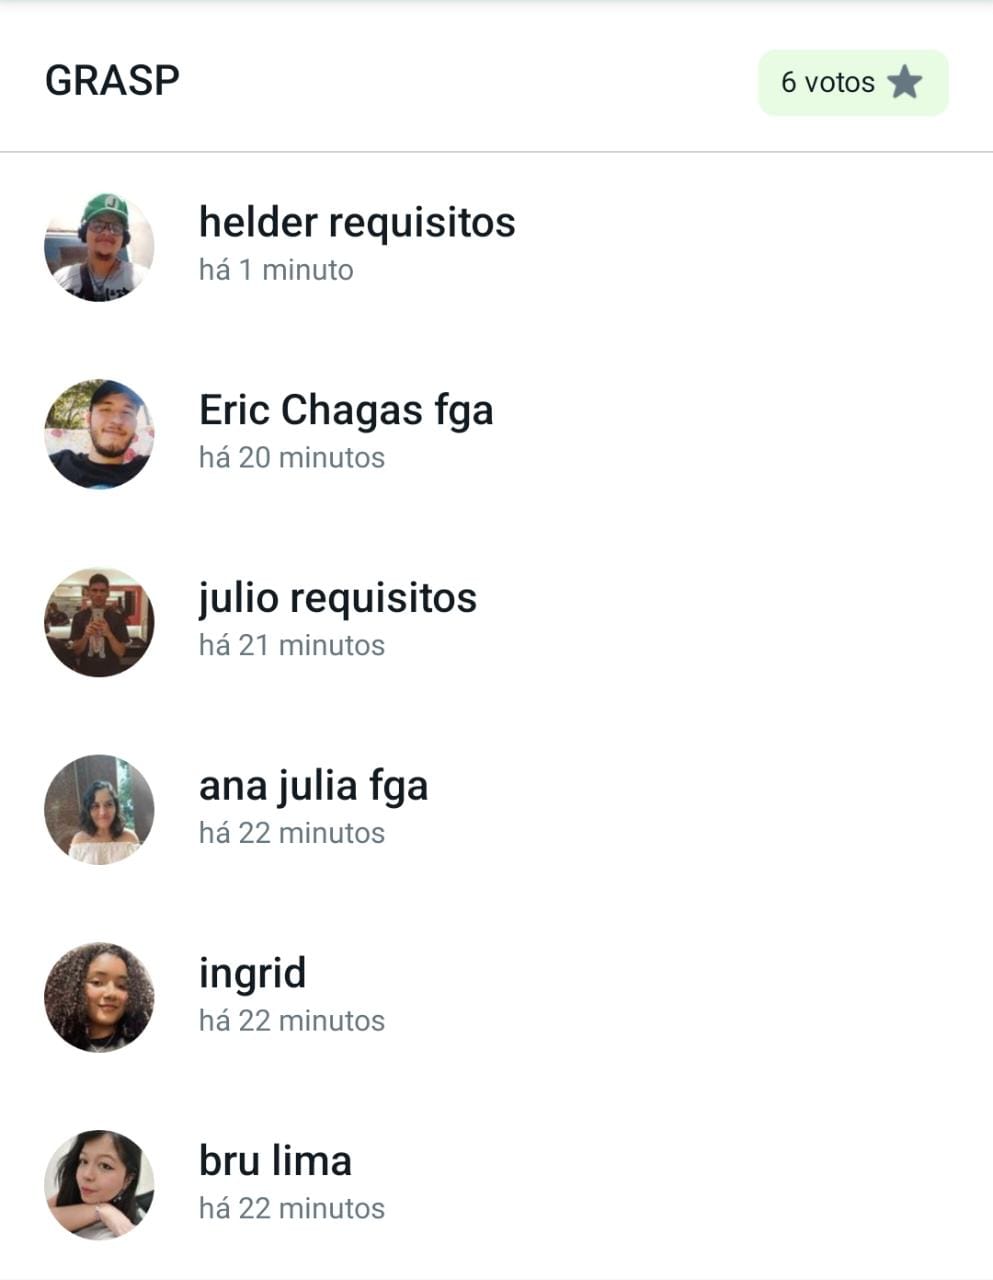 GRASP
6 votos
helder requisitos
há 1 minuto
Eric Chagas fga
há 20 minutos
julio requisitos
há 21 minutos
ana julia fga
há 22 minutos
ingrid
há 22 minutos
bru lima
há 22 minutos